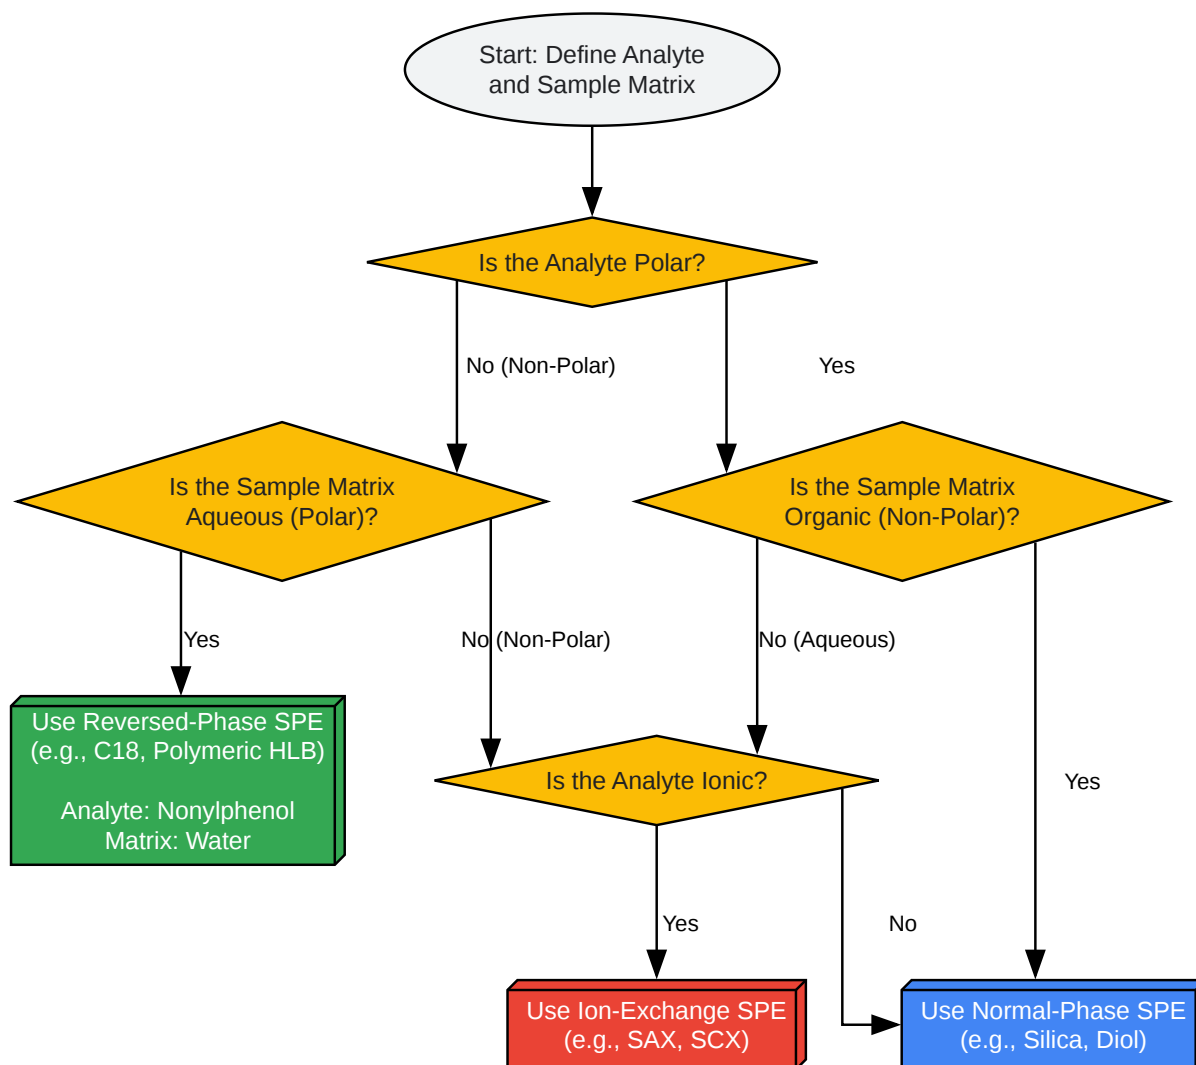 Start: Define Analyte
and Sample Matrix
Is the Analyte Polar?
No (Non-Polar)
Yes
Is the Sample Matrix
Aqueous (Polar)?
Is the Sample Matrix
Organic (Non-Polar)?
Yes
No (Non-Polar)
No (Aqueous)
Use Reversed-Phase SPE
(e.g., C18, Polymeric HLB)
Analyte: Nonylphenol
Matrix: Water
Is the Analyte Ionic?
Yes
Yes
No
Use Ion-Exchange SPE
(e.g., SAX, SCX)
Use Normal-Phase SPE
(e.g., Silica, Diol)